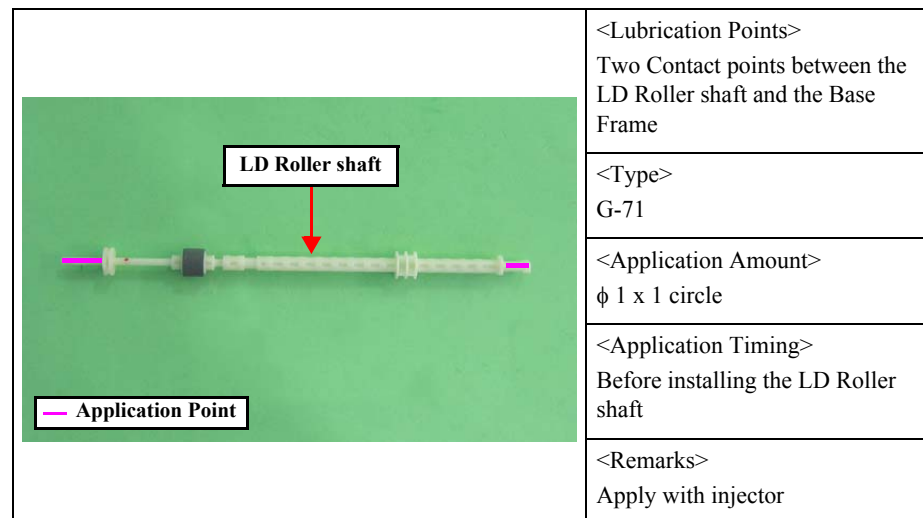 LD Roller shaft
Application Point
<Lubrication Points>
Two Contact points between the
LD Roller shaft and the Base
Frame
<Type>
G-71
<Application Amount>
ϕ 1 x 1 circle
<Application Timing>
Before installing the LD Roller
shaft
<Remarks>
Apply with injector